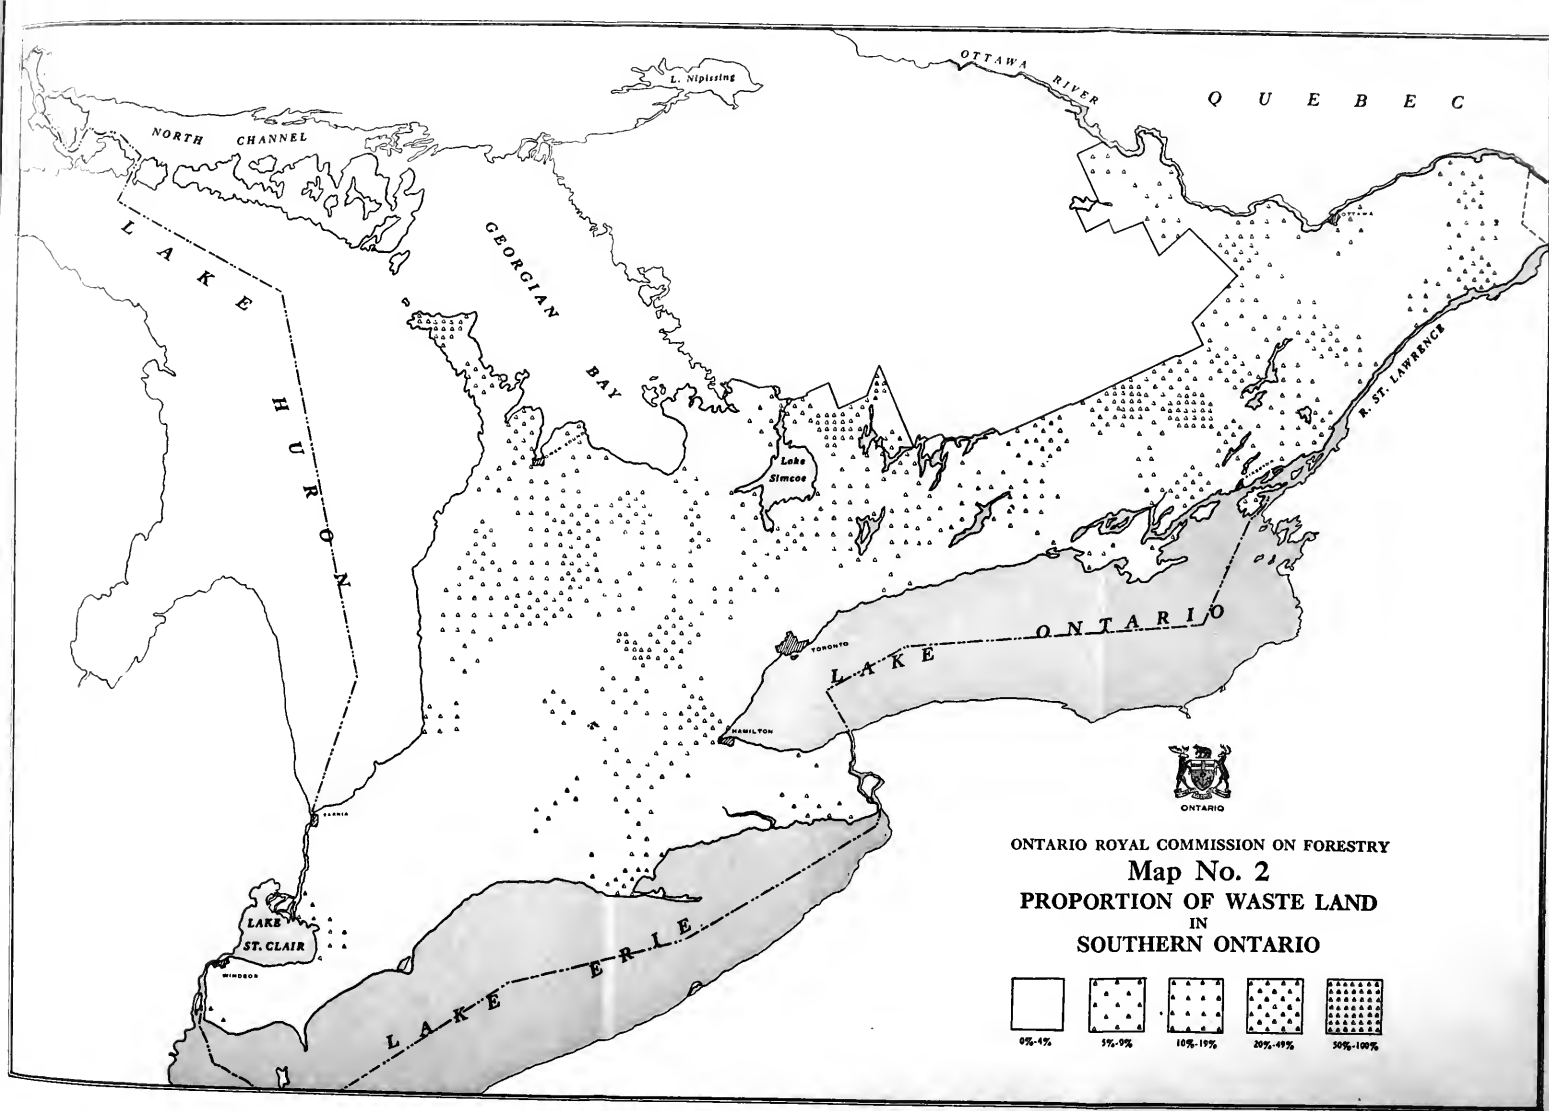 OTTAWA RIVER
QUEBEC
L. Nipissing
NORTH CHANNEL
LAKE HURON
GEORGIAN BAY
OTTAWA
R. ST. LAWRENCE
Lake
Simcoe
TORONTO
LAKE ONTARIO
HAMILTON
SARNIA
LAKE
ST. CLAIR
WINDSOR
LAKE ERIE
ONTARIO
ONTARIO ROYAL COMMISSION ON FORESTRY
Map No. 2
PROPORTION OF WASTE LAND
IN
SOUTHERN ONTARIO
0%-4% 5%-9% 10%-19% 20%-49% 50%-100%